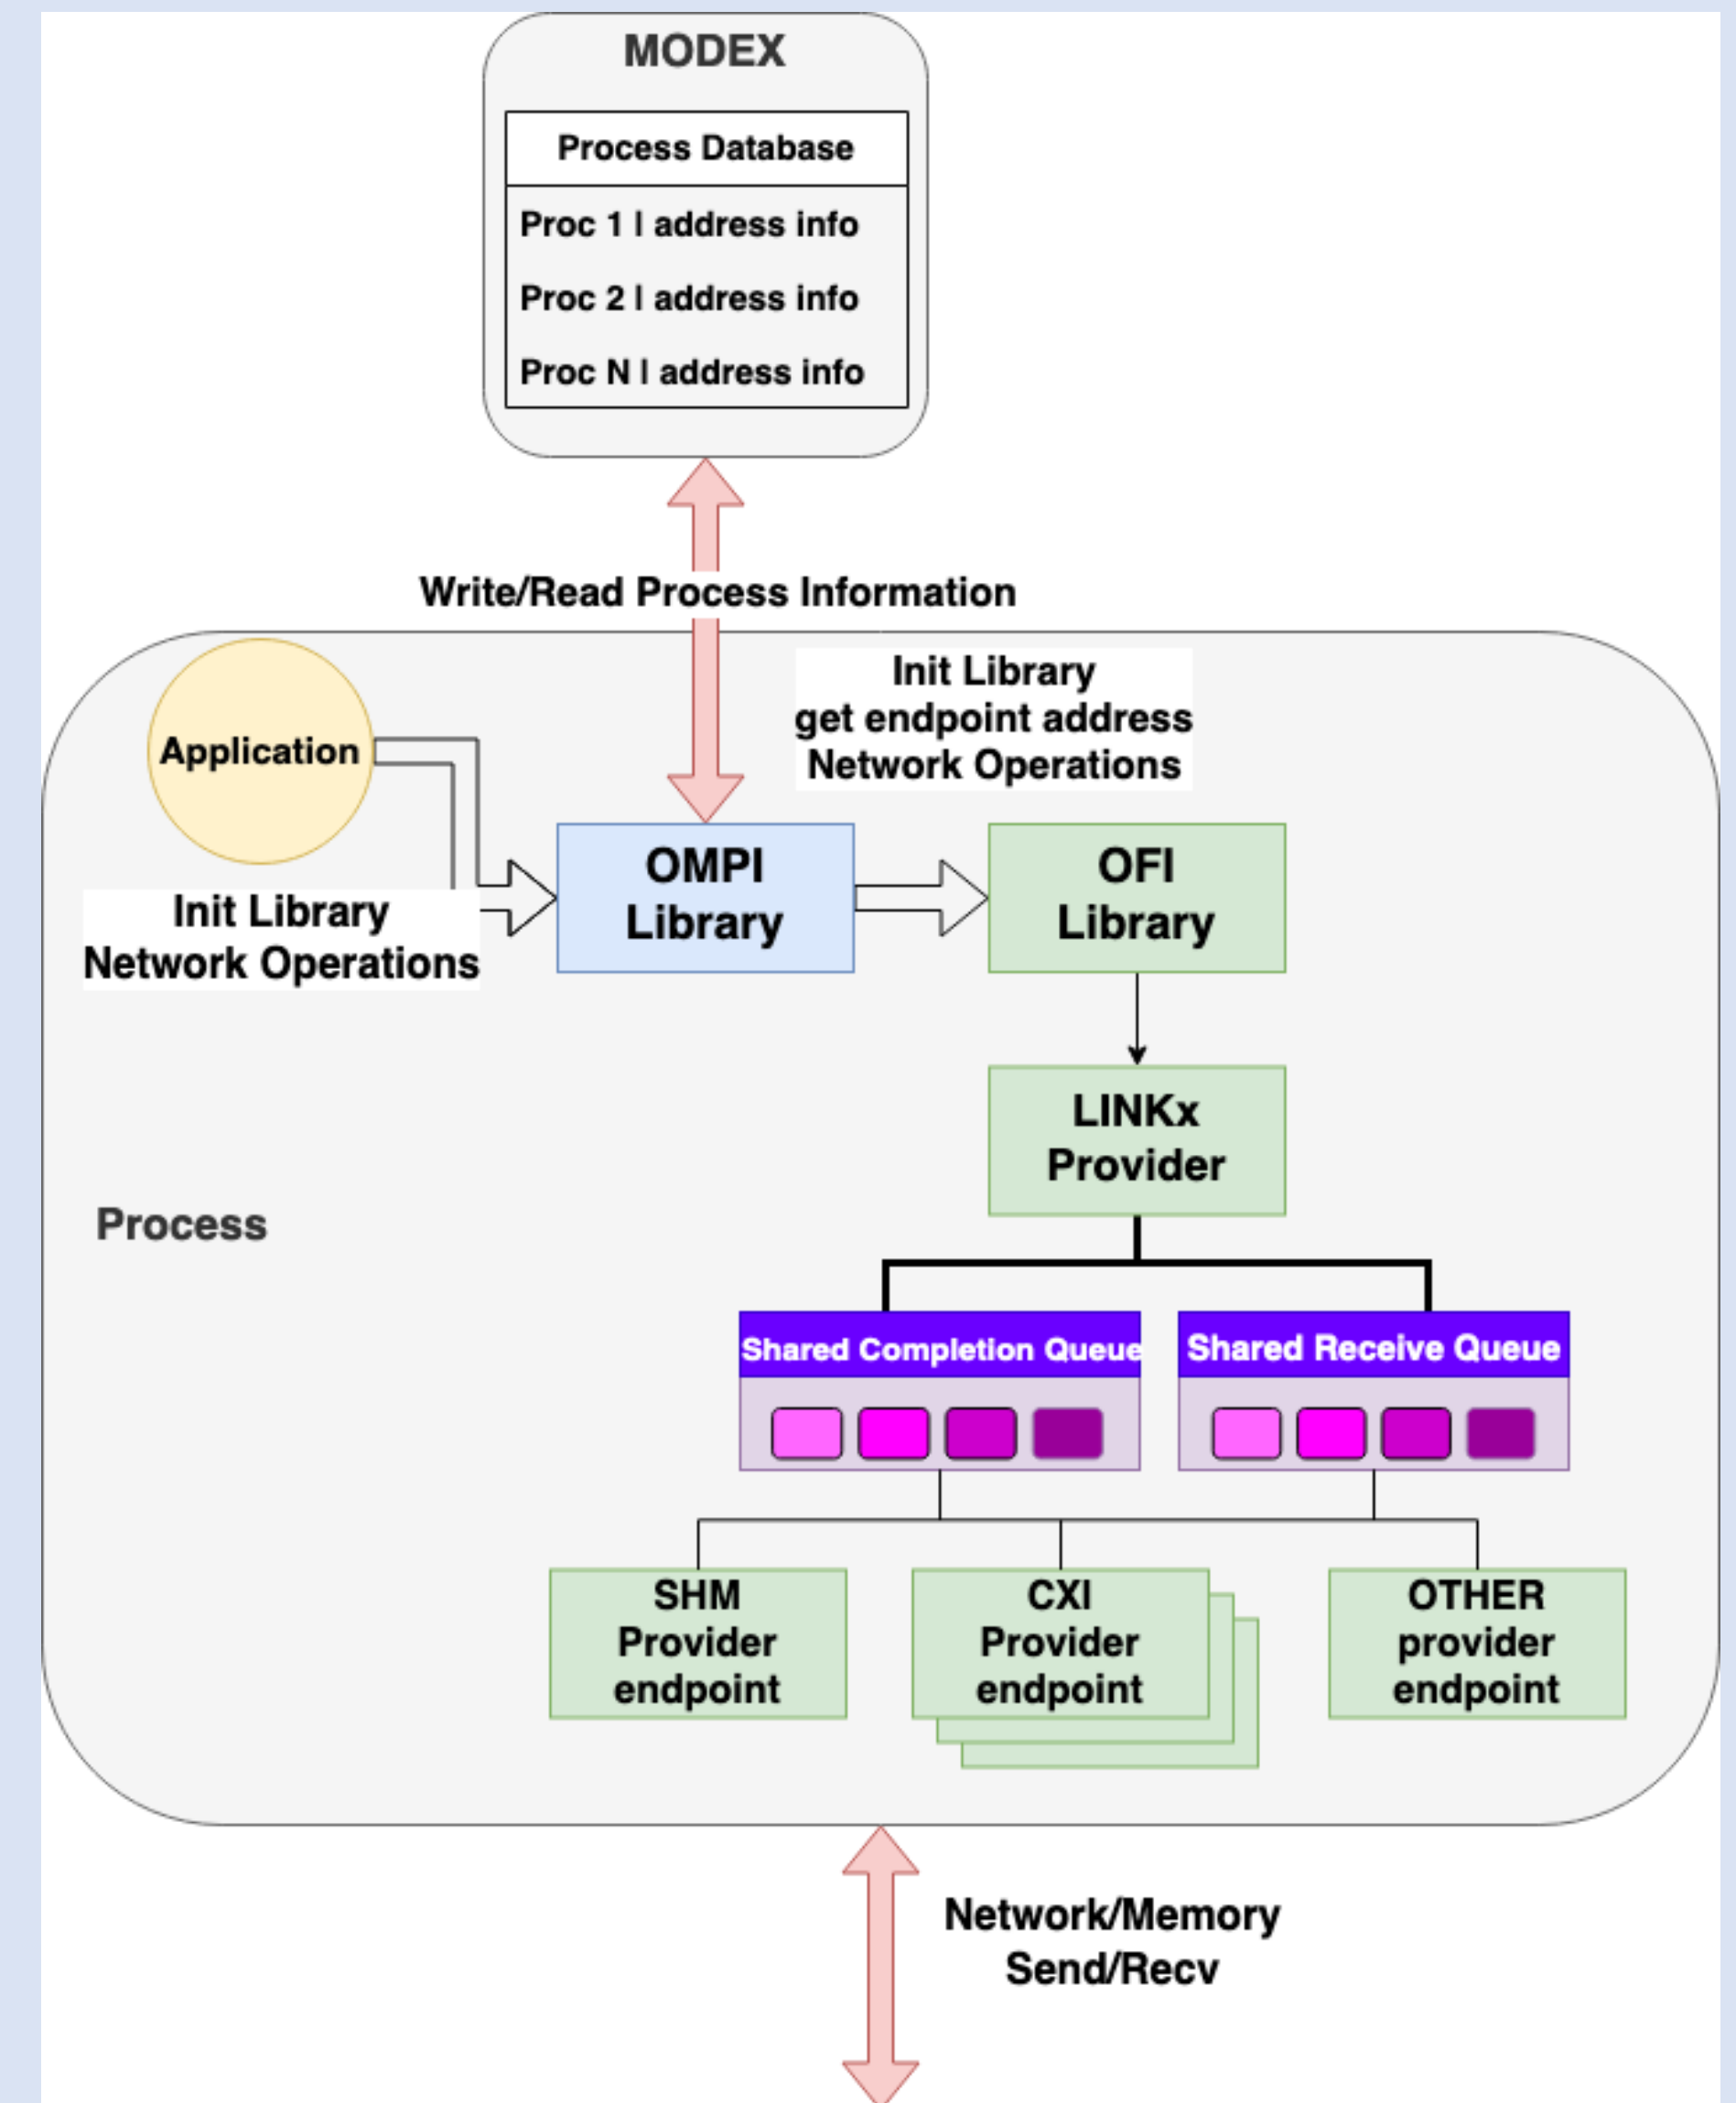 MODEX
Process Database
Proc 1 | address info
Proc 2 | address info
Proc N | address info
Write/Read Process Information
Application
Init Library
Network Operations
Init Library
get endpoint address
Network Operations
OMPI
Library
OFI
Library
LINKx
Provider
Process
Shared Completion Queue
Shared Receive Queue
SHM
Provider
endpoint
CXI
Provider
endpoint
OTHER
provider
endpoint
Network/Memory
Send/Recv